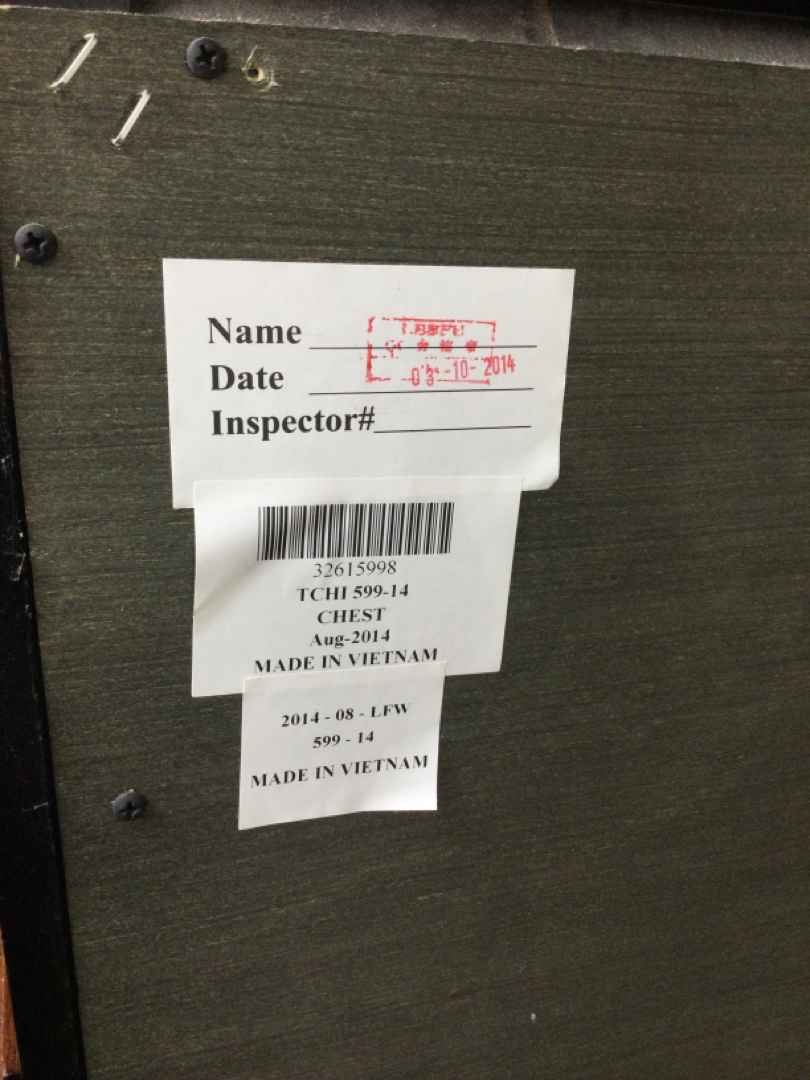 Name
Date
03-10-2014
Inspector#
32615998
TCHI 599-14
CHEST
Aug-2014
MADE IN VIETNAM
2014 - 08 - LFW
599 - 14
MADE IN VIETNAM